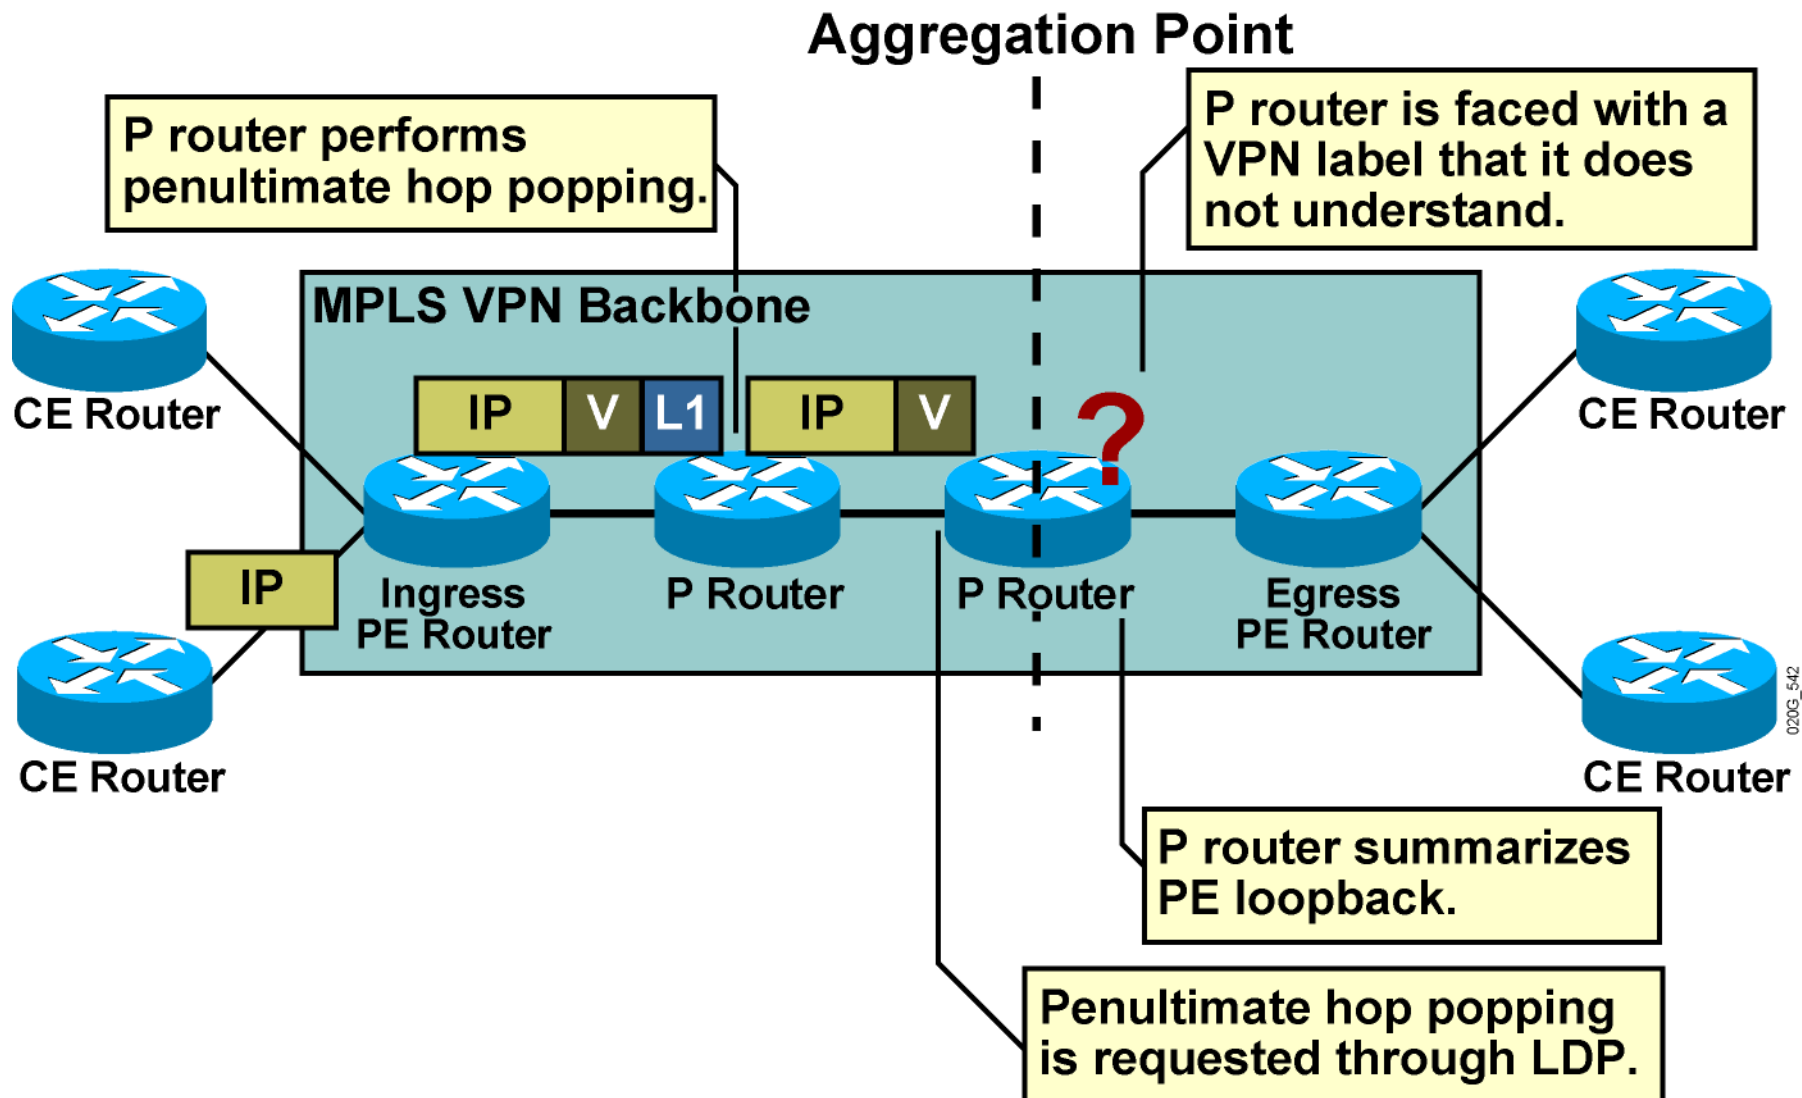 Aggregation Point
P router performs
penultimate hop popping.
P router is faced with a
VPN label that it does
not understand.
MPLS VPN Backbone
CE Router
IP V L1
IP V
?
CE Router
IP
Ingress
PE Router
P Router
P Router
Egress
PE Router
CE Router
CE Router
020G_542
P router summarizes
PE loopback.
Penultimate hop popping
is requested through LDP.